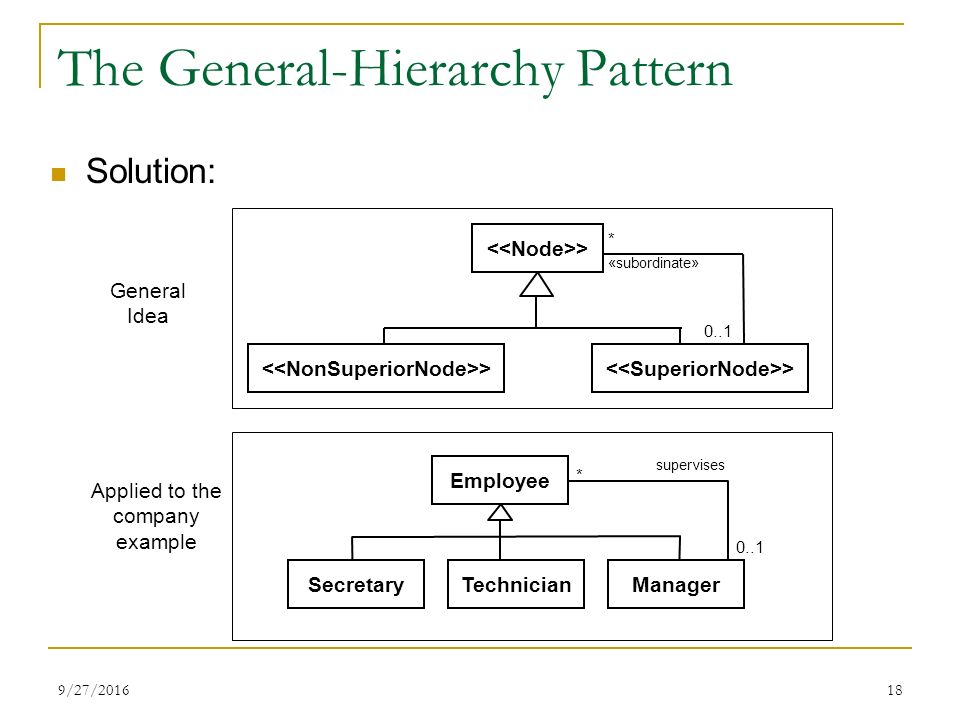 The General-Hierarchy Pattern
Solution:
General
Idea
<<Node>>
*
«subordinate»
0..1
<<NonSuperiorNode>>
<<SuperiorNode>>
Applied to the
company
example
Employee
*
supervises
0..1
Secretary
Technician
Manager
9/27/2016
18